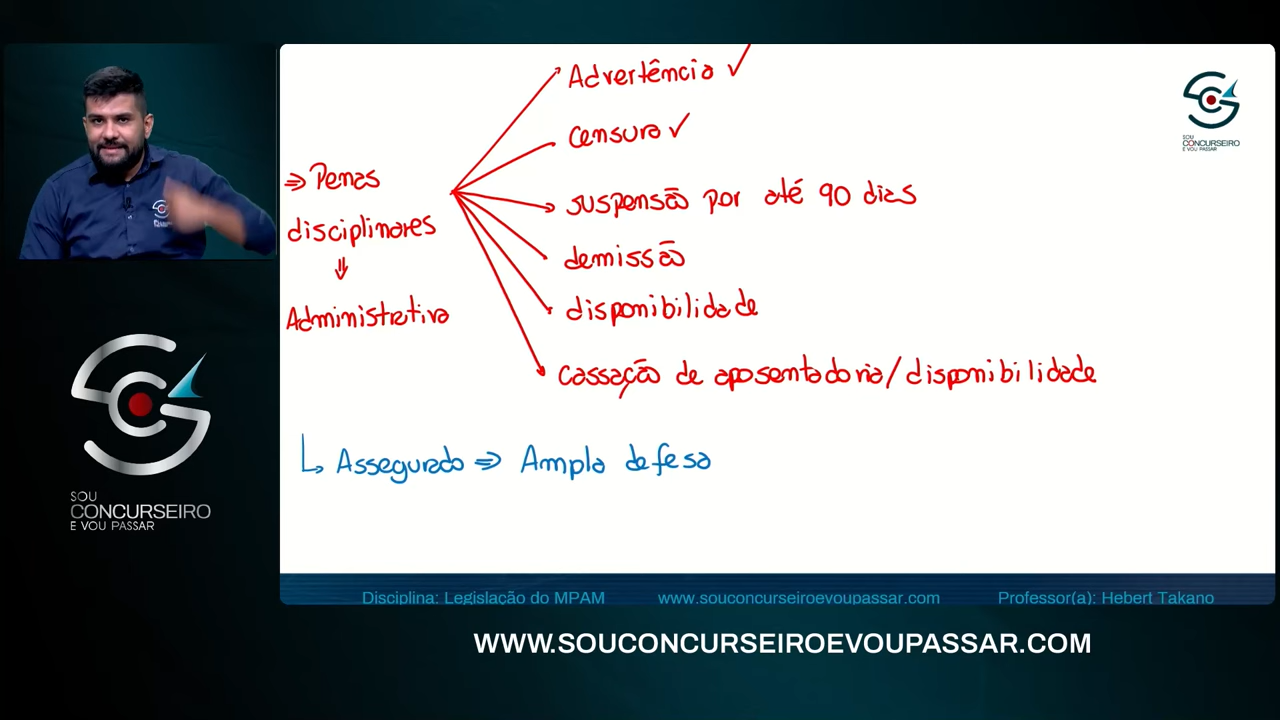 Advertência ✓
censura ✓
⇒ Penas
disciplinares
⇓
Administrativa
suspensão por até 90 dias
demissão
disponibilidade
cassação de aposentadoria/disponibilidade
↳ Assegurado ⇒ Ampla defesa
SOU
CONCURSEIRO
E VOU PASSAR
SOU
CONCURSEIRO
E VOU PASSAR
Disciplina: Legislação do MPAM www.souconcurseiroevoupassar.com Professor(a): Hebert Takano
WWW.SOUCONCURSEIROEVOUPASSAR.COM